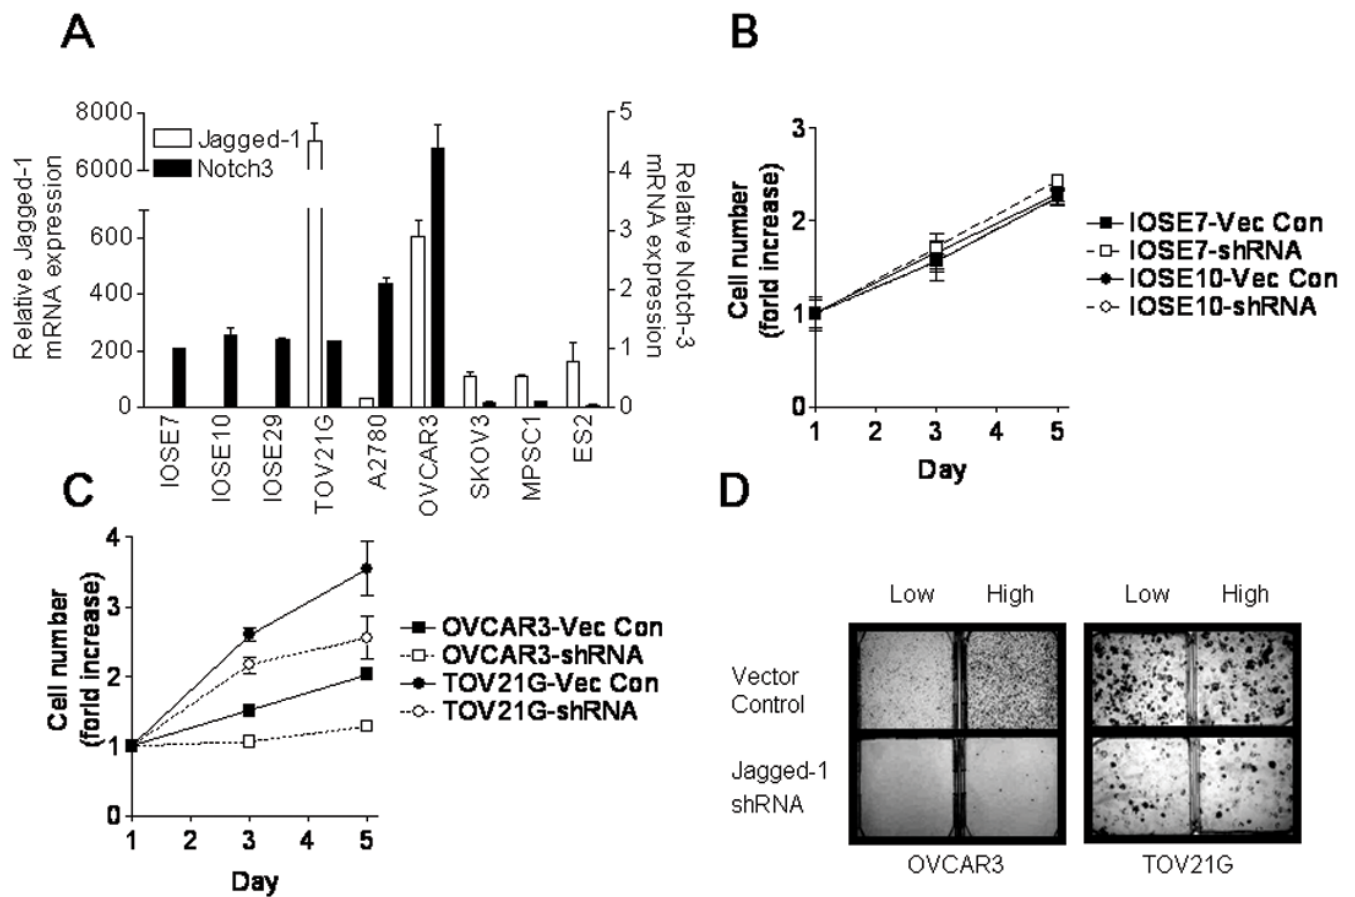 A
8000
6000
600
400
200
0
Relative Jagged-1
mRNA expression
Jagged-1
Notch3
5
4
3
2
1
0
Relative Notch-3
mRNA expression
IOSE7
IOSE10
IOSE29
TOV21G
A2780
OVCAR3
SKOV3
MPSC1
ES2
B
3
2
1
0
Cell number
(forld increase)
1 2 3 4 5
Day
IOSE7-Vec Con
IOSE7-shRNA
IOSE10-Vec Con
IOSE10-shRNA
C
4
3
2
1
0
Cell number
(forld increase)
1 2 3 4 5
Day
OVCAR3-Vec Con
OVCAR3-shRNA
TOV21G-Vec Con
TOV21G-shRNA
D
Low High Low High
Vector
Control
Jagged-1
shRNA
OVCAR3 TOV21G